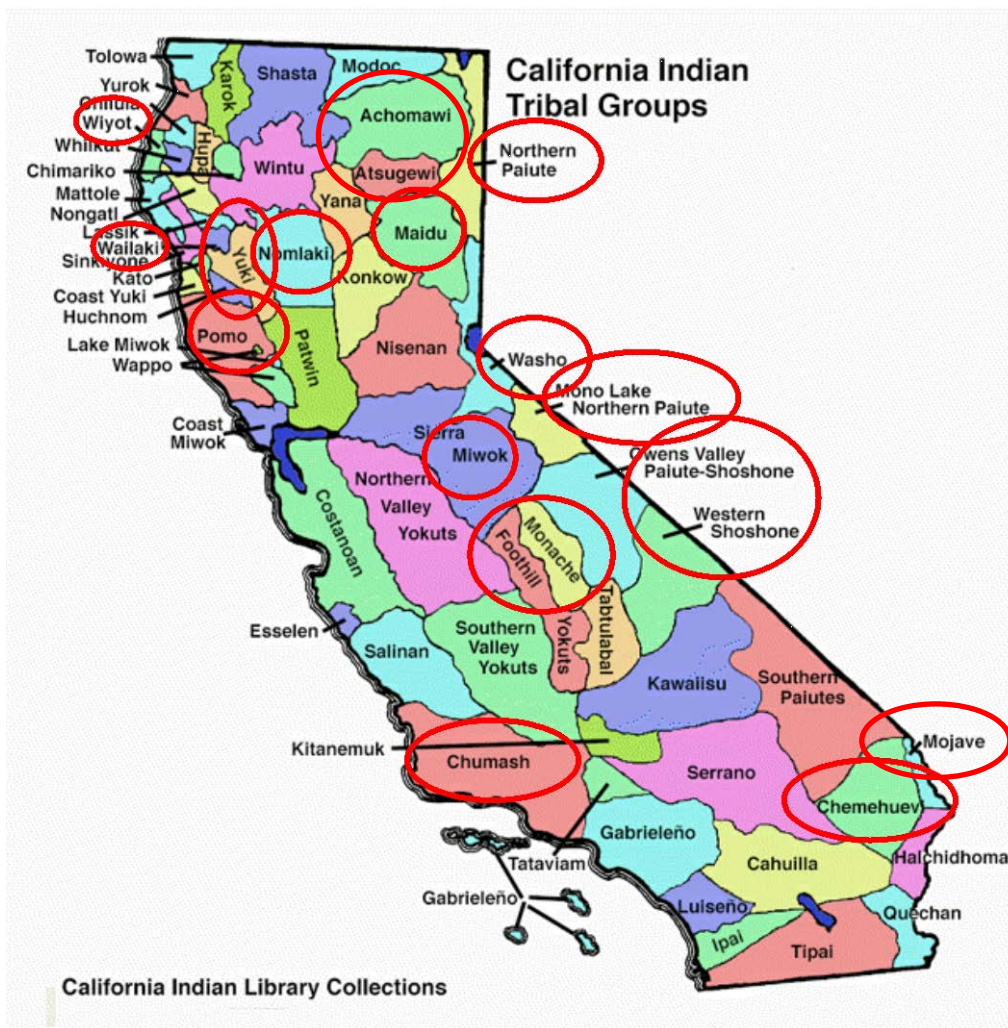 California Indian
Tribal Groups
Tolowa
Yurok
Chilula
Wiyot
Whilkut
Chimariko
Mattole
Nongatl
Lassik
Wailaki
Sinkiyone
Kato
Coast Yuki
Huchnom
Lake Miwok
Wappo
Coast
Miwok
Karok
Shasta
Modoc
Achomawi
Atsugewi
Northern
Paiute
Hupa
Wintu
Yana
Maidu
Yuki
Nomlaki
Konkow
Pomo
Patwin
Nisenan
Washo
Mono Lake
Northern Paiute
Sierra
Miwok
Owens Valley
Paiute-Shoshone
Western
Shoshone
Costanoan
Northern
Valley
Yokuts
Foothill
Yokuts
Monache
Tabtulabal
Esselen
Salinan
Southern
Valley
Yokuts
Kawaiisu
Southern
Paiutes
Kitanemuk
Chumash
Serrano
Mojave
Chemehuevi
Tataviam
Gabrieleño
Gabrieleño
Cahuilla
Halchidhoma
Luiseño
Ipai
Tipai
Quechan
California Indian Library Collections